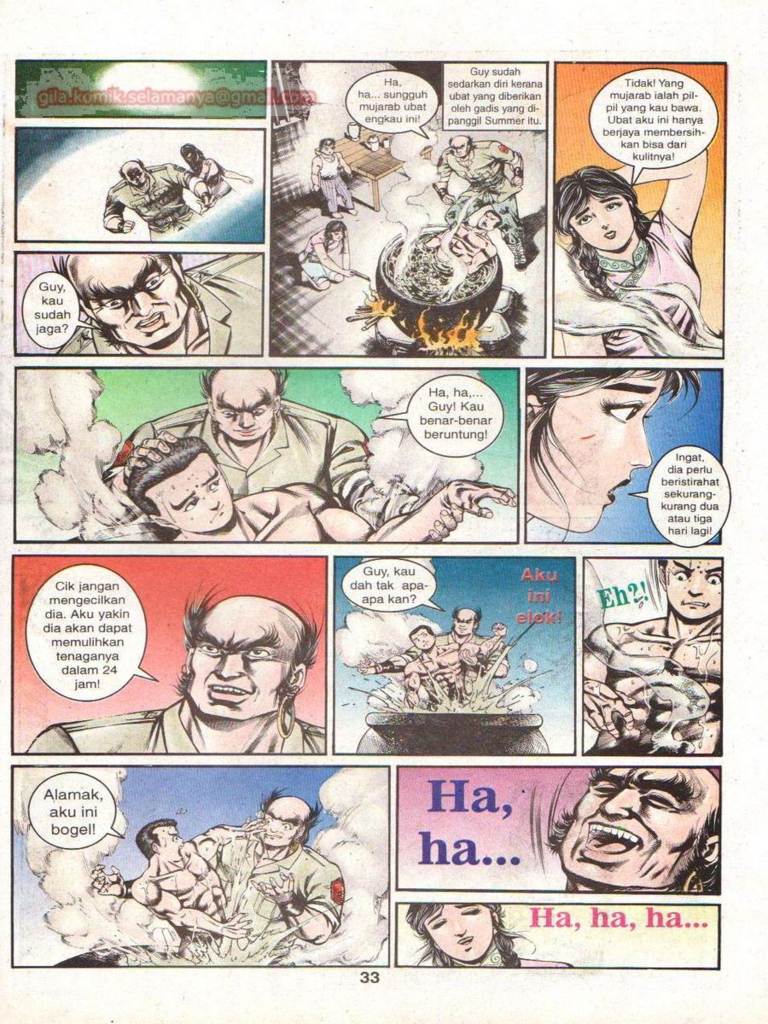 gila.komik.selamanya@gmail.com
Guy,
kau
sudah
jaga?
Ha,
ha... sungguh
mujarab ubat
engkau ini!
Guy sudah
sedarkan diri kerana
ubat yang diberikan
oleh gadis yang di-
panggil Summer itu.
Tidak! Yang
mujarab ialah pil-
pil yang kau bawa.
Ubat aku ini hanya
berjaya membersih-
kan bisa dari
kulitnya!
Ha, ha,...
Guy! Kau
benar-benar
beruntung!
Ingat,
dia perlu
beristirahat
sekurang-
kurang dua
atau tiga
hari lagi!
Cik jangan
mengecilkan
dia. Aku yakin
dia akan dapat
memulihkan
tenaganya
dalam 24
jam!
Guy, kau
dah tak apa-
apa kan?
Aku
ini
elok!
Eh?!
Alamak,
aku ini
bogel!
Ha,
ha...
Ha, ha, ha...
33